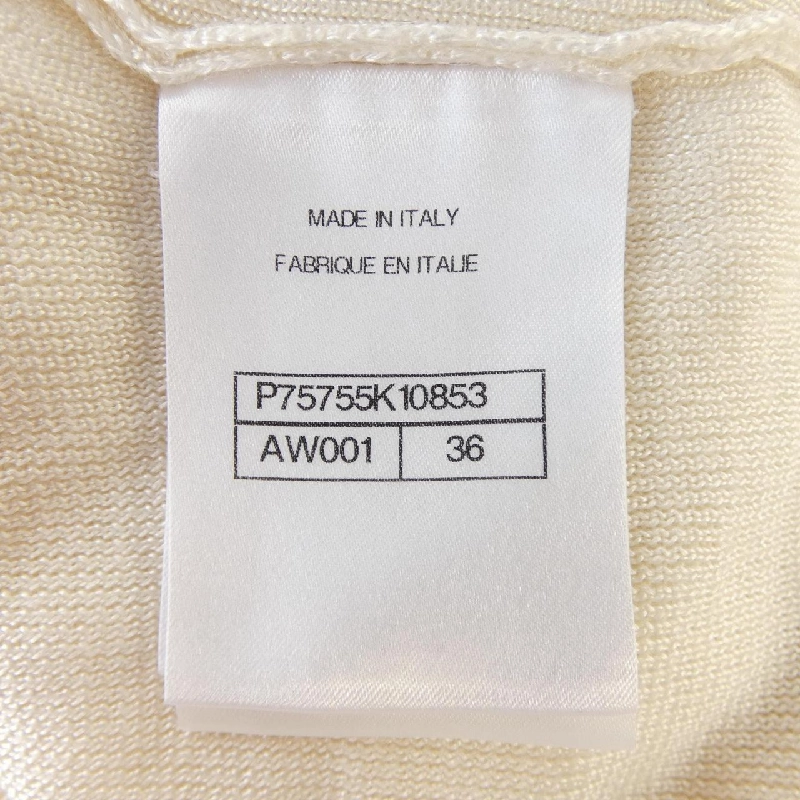 MADE IN ITALY
FABRIQUE EN ITALIE
P75755K10853
AW001 36